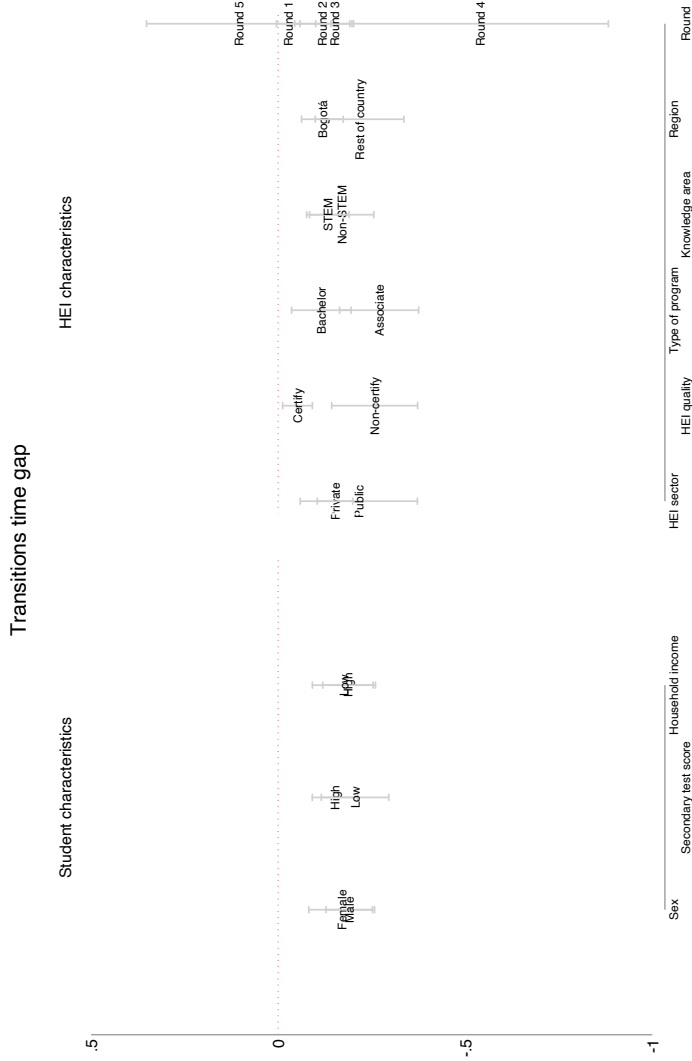 Transitions time gap
Student characteristics
HEI characteristics
.5
0
-.5
-1
Female
Male
High
Low
Low
High
Private
Public
Certify
Non-certify
Bachelor
Associate
STEM
Non-STEM
Bogotá
Rest of country
Round 5
Round 1
Round 2
Round 3
Round 4
Sex
Secondary test score
Household income
HEI sector
HEI quality
Type of program
Knowledge area
Region
Round